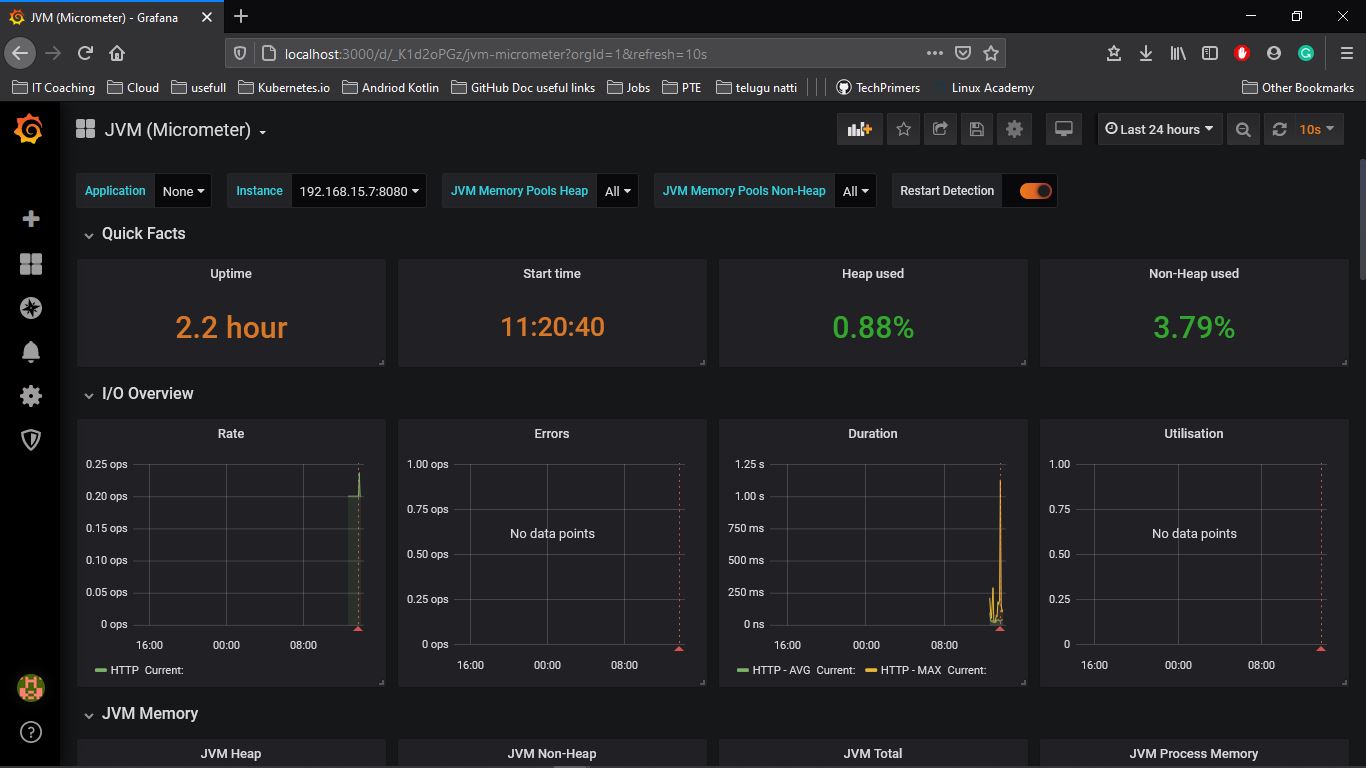 JVM (Micrometer) - Grafana
localhost:3000/d/_K1d2oPGz/jvm-micrometer?orgId=1&refresh=10s
IT Coaching Cloud usefull Kubernetes.io Andriod Kotlin GitHub Doc useful links Jobs PTE telugu natti TechPrimers Linux Academy Other Bookmarks
JVM (Micrometer) Last 24 hours 10s
Application None Instance 192.168.15.7:8080 JVM Memory Pools Heap All JVM Memory Pools Non-Heap All Restart Detection
Quick Facts
Uptime Start time Heap used Non-Heap used
2.2 hour 11:20:40 0.88% 3.79%
I/O Overview
Rate
0.25 ops
0.20 ops
0.15 ops
0.10 ops
0.05 ops
0 ops
16:00 00:00 08:00
HTTP Current:
Errors
1.00 ops
0.75 ops
No data points
0.50 ops
0.25 ops
0 ops
16:00 00:00 08:00
Duration
1.25 s
1.00 s
750 ms
500 ms
250 ms
0 ns
16:00 00:00 08:00
HTTP - AVG Current: HTTP - MAX Current:
Utilisation
1.00
0.75
No data points
0.50
0.25
0
16:00 00:00 08:00
JVM Memory
JVM Heap JVM Non-Heap JVM Total JVM Process Memory